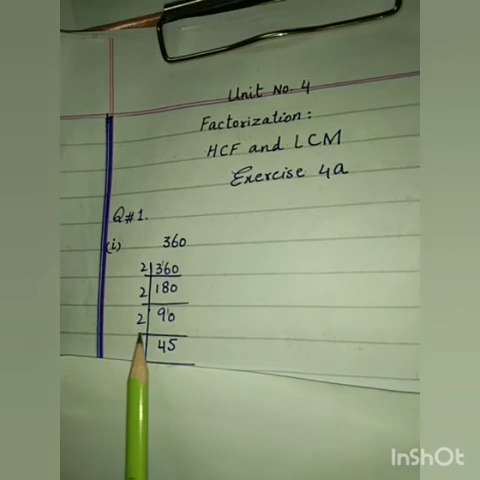 Unit No. 4
Factorization:
HCF and LCM
Exercise 4a
Q#1.
(i) 360
2 360
2 180
2 90
45
InShOt